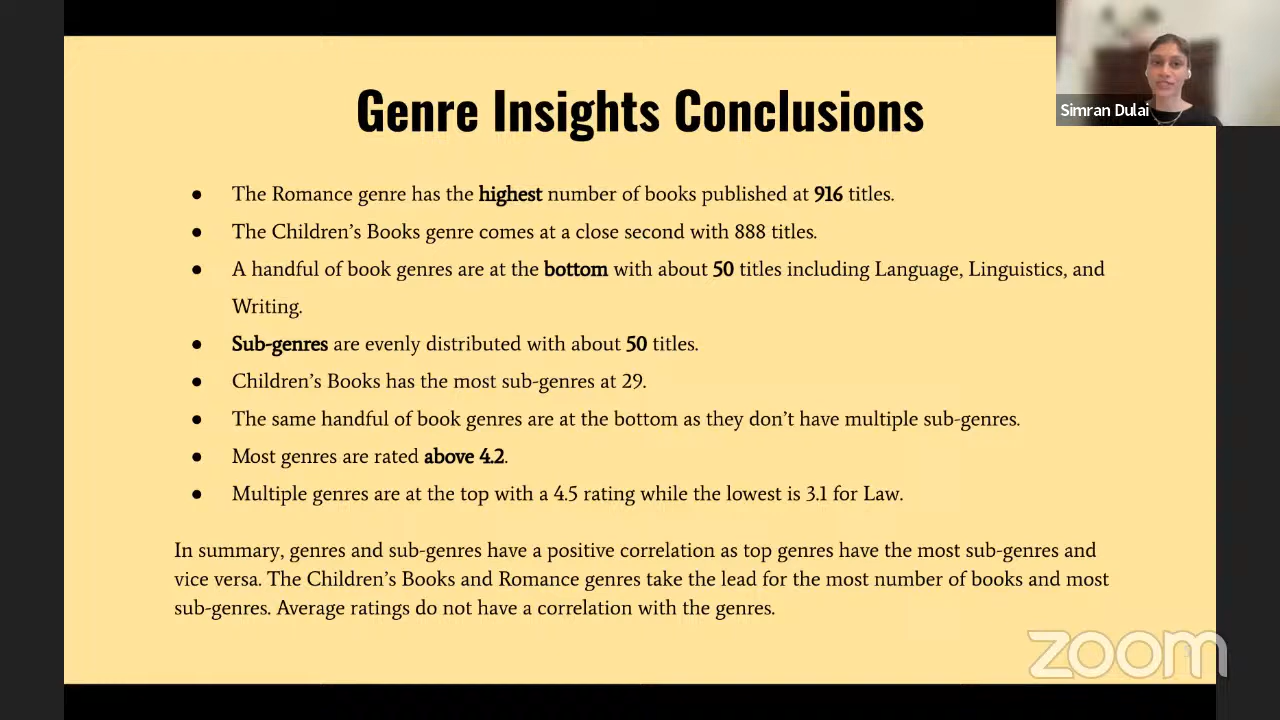 Genre Insights Conclusions
Simran Dulai
● The Romance genre has the highest number of books published at 916 titles.
● The Children's Books genre comes at a close second with 888 titles.
● A handful of book genres are at the bottom with about 50 titles including Language, Linguistics, and
Writing.
● Sub-genres are evenly distributed with about 50 titles.
● Children's Books has the most sub-genres at 29.
● The same handful of book genres are at the bottom as they don't have multiple sub-genres.
● Most genres are rated above 4.2.
● Multiple genres are at the top with a 4.5 rating while the lowest is 3.1 for Law.
In summary, genres and sub-genres have a positive correlation as top genres have the most sub-genres and
vice versa. The Children's Books and Romance genres take the lead for the most number of books and most
sub-genres. Average ratings do not have a correlation with the genres.
zoom